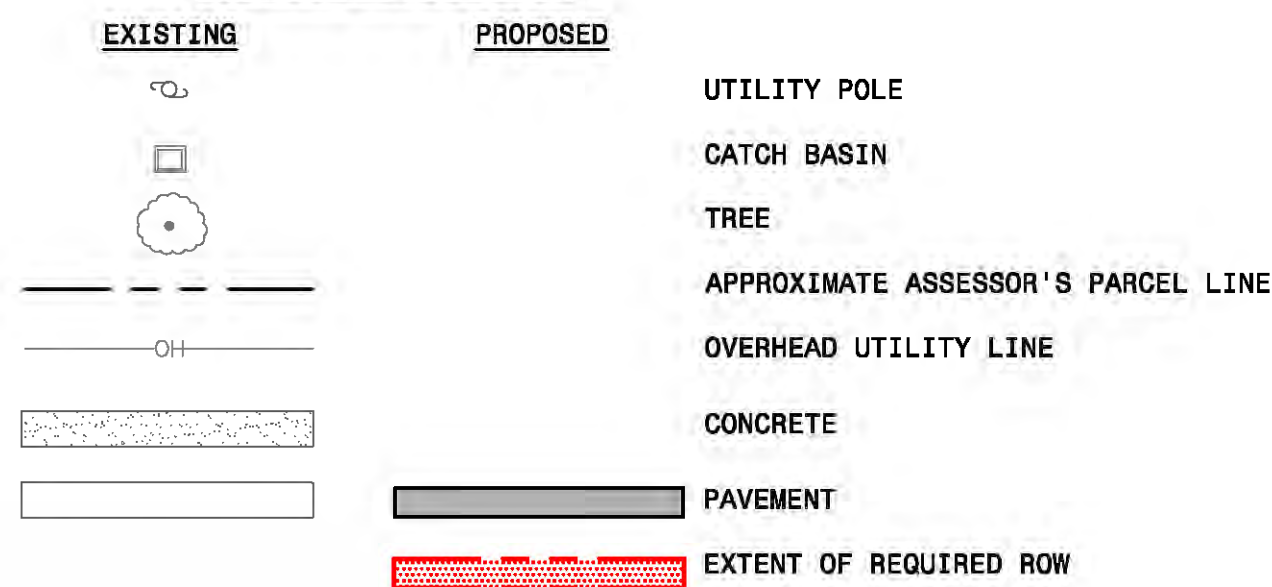 EXISTING PROPOSED
UTILITY POLE
CATCH BASIN
TREE
APPROXIMATE ASSESSOR'S PARCEL LINE
OH OVERHEAD UTILITY LINE
CONCRETE
PAVEMENT
EXTENT OF REQUIRED ROW